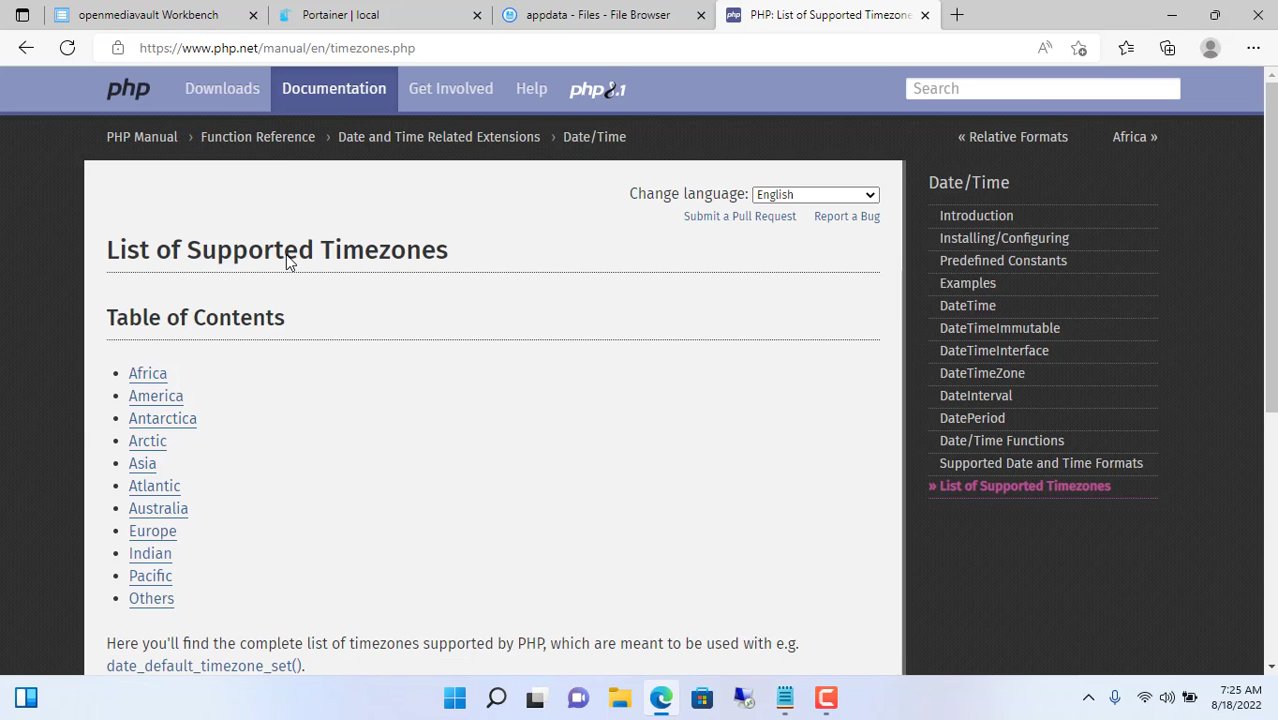 openmediavault Workbench
Portainer | local
appdata - Files - File Browser
PHP: List of Supported Timezone
https://www.php.net/manual/en/timezones.php
php
Downloads
Documentation
Get Involved
Help
php8.1
Search
PHP Manual › Function Reference › Date and Time Related Extensions › Date/Time
« Relative Formats
Africa »
Change language: English
Submit a Pull Request
Report a Bug
List of Supported Timezones
Table of Contents
Africa
America
Antarctica
Arctic
Asia
Atlantic
Australia
Europe
Indian
Pacific
Others
Here you'll find the complete list of timezones supported by PHP, which are meant to be used with e.g.
date_default_timezone_set().
Date/Time
Introduction
Installing/Configuring
Predefined Constants
Examples
DateTime
DateTimeImmutable
DateTimeInterface
DateTimeZone
DateInterval
DatePeriod
Date/Time Functions
Supported Date and Time Formats
» List of Supported Timezones
7:25 AM
8/18/2022